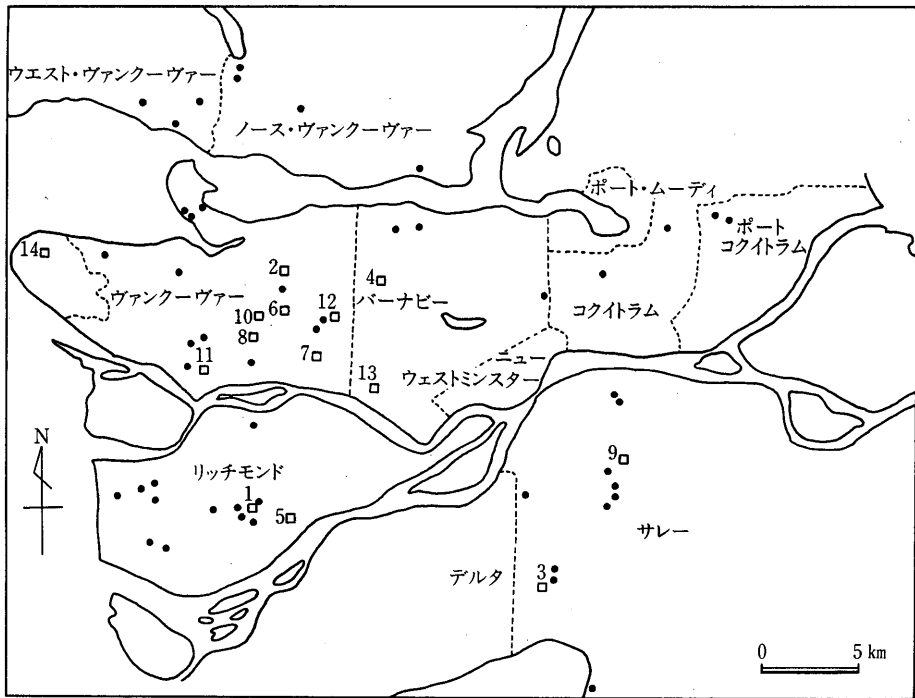 ウエスト・ヴァンクーヴァー
ノース・ヴァンクーヴァー
ポート・ムーディ
ポート
コクイトラム
14
2
4
ヴァンクーヴァー
バーナビー
コクイトラム
10
6
12
8
7
11
13
ニュー
ウェストミンスター
N
9
リッチモンド
1
5
サレー
デルタ
3
0 5 km